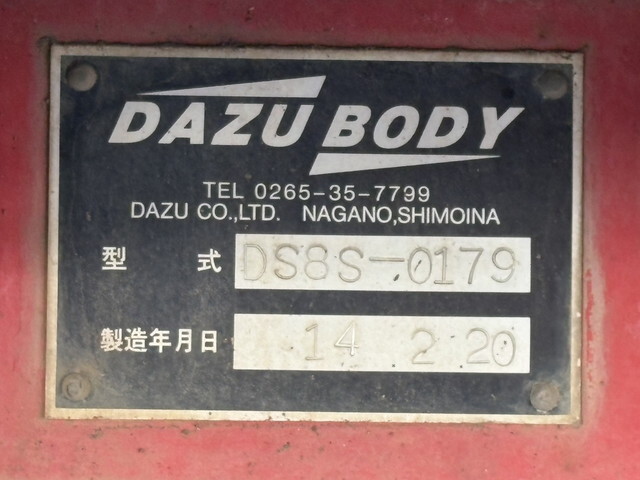 DAZU BODY
TEL 0265-35-7799
DAZU CO.,LTD. NAGANO,SHIMOINA
型 式 DS8S-0179
製造年月日 14 2 20